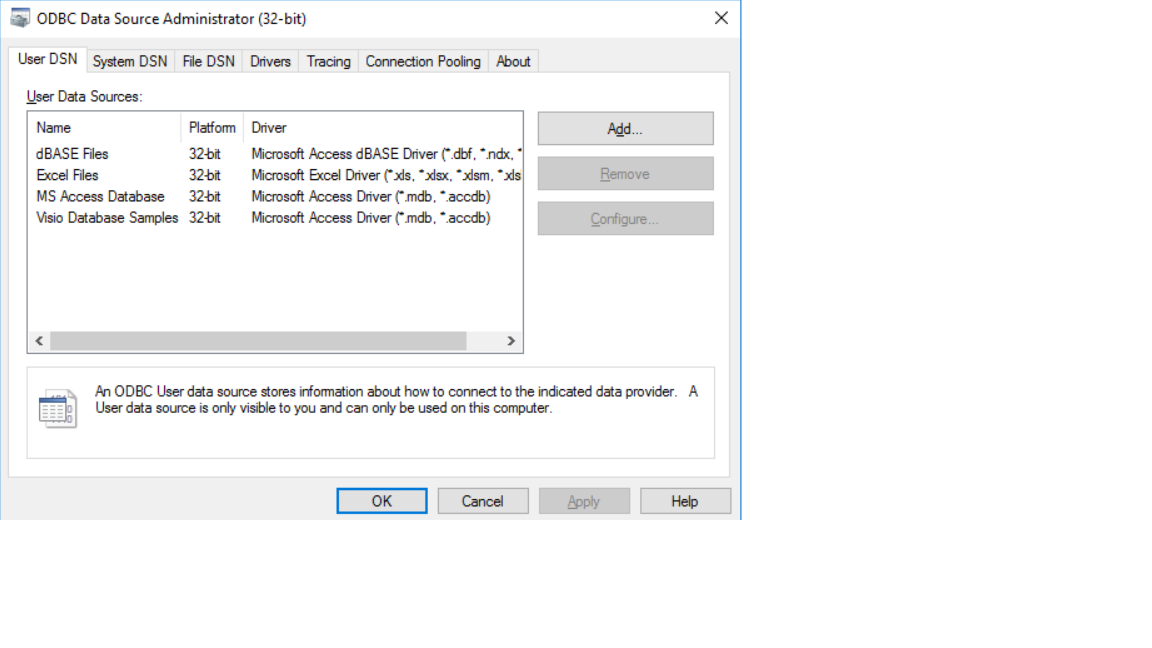 ODBC Data Source Administrator (32-bit)
User DSN System DSN File DSN Drivers Tracing Connection Pooling About
User Data Sources:
Name Platform Driver
dBASE Files 32-bit Microsoft Access dBASE Driver (*.dbf, *.ndx, *
Excel Files 32-bit Microsoft Excel Driver (*.xls, *.xlsx, *.xlsm, *.xls
MS Access Database 32-bit Microsoft Access Driver (*.mdb, *.accdb)
Visio Database Samples 32-bit Microsoft Access Driver (*.mdb, *.accdb)
Add...
Remove
Configure...
An ODBC User data source stores information about how to connect to the indicated data provider. A
User data source is only visible to you and can only be used on this computer.
OK Cancel Apply Help